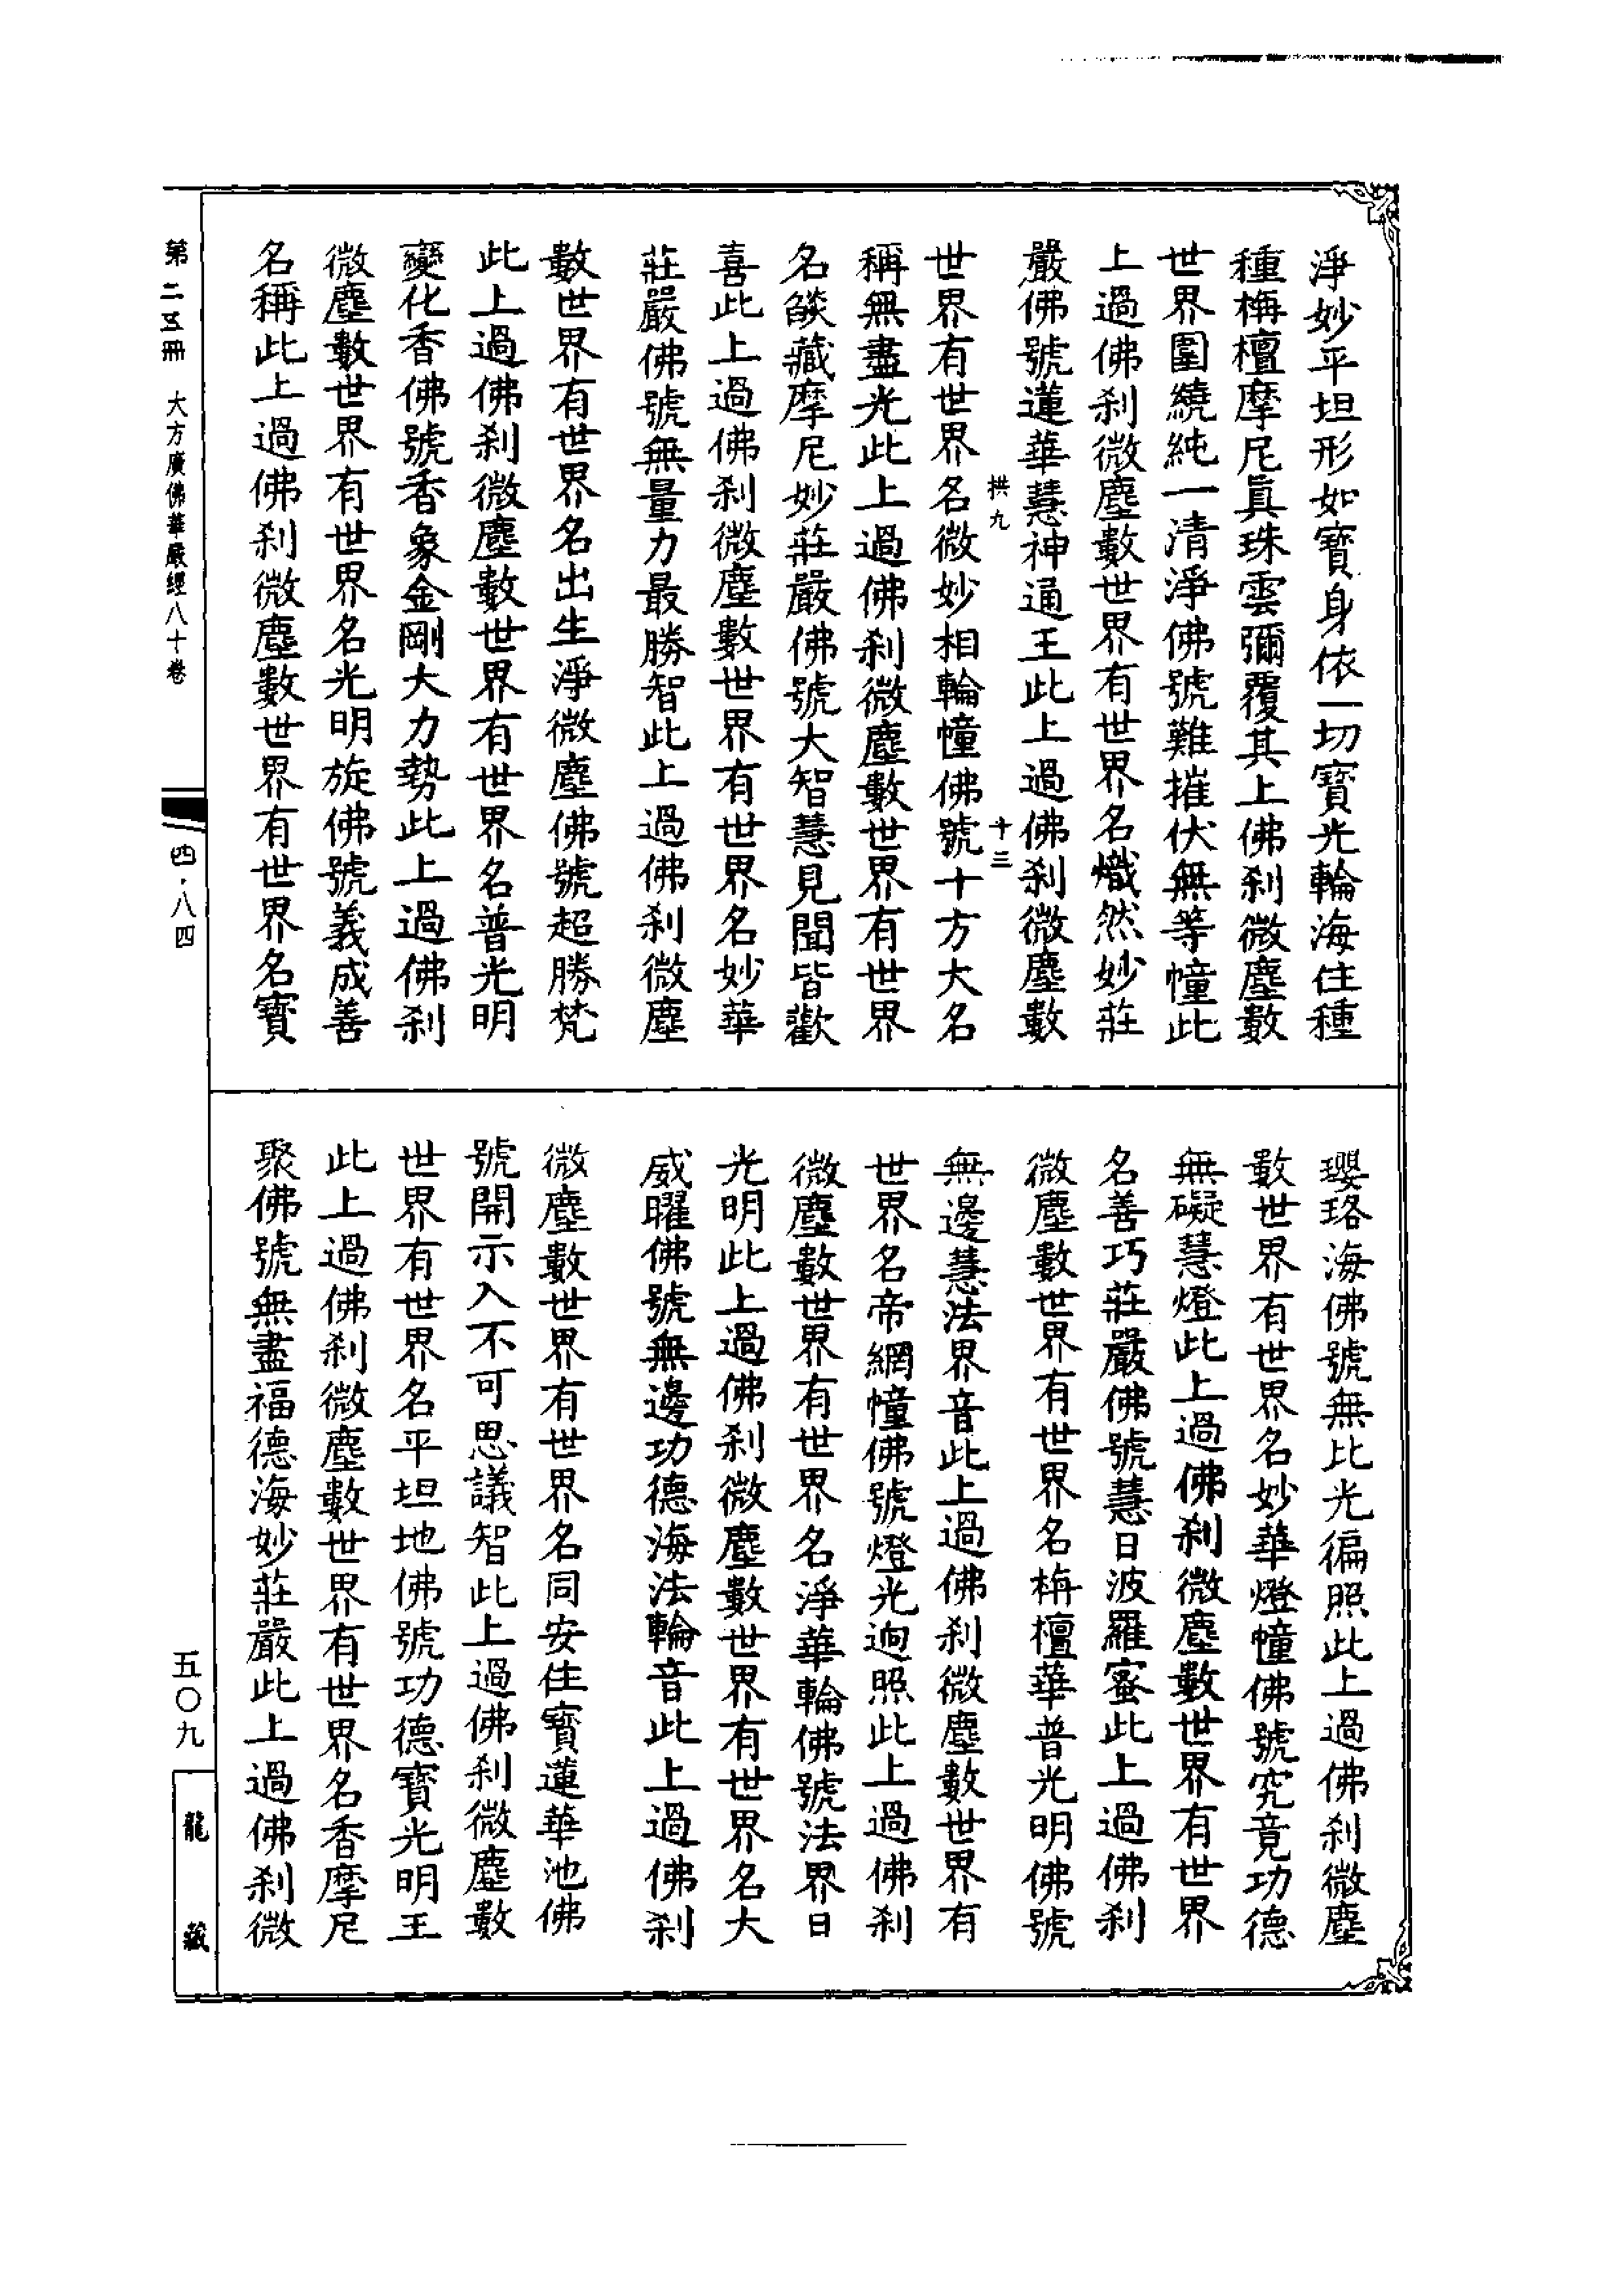 淨妙平坦形如寶身依一切寶光輪海住種
種栴檀摩尼眞珠雲彌覆其上佛剎微塵數
世界圍繞純一清淨佛號難摧伏無等幢此
上過佛剎微塵數世界有世界名熾然妙莊
嚴佛號蓮華慧神通王此上過佛剎微塵數
拱九 十三
世界有世界名微妙相輪幢佛號十方大名
稱無盡光此上過佛剎微塵數世界有世界
名燄藏摩尼妙莊嚴佛號大智慧見聞皆歡
喜此上過佛剎微塵數世界有世界名妙華
莊嚴佛號無量力最勝智此上過佛剎微塵
數世界有世界名出生淨微塵佛號超勝梵
此上過佛剎微塵數世界有世界名普光明
變化香佛號香象金剛大力勢此上過佛剎
微塵數世界有世界名光明旋佛號義成善
名稱此上過佛剎微塵數世界有世界名寶
瓔珞海佛號無比光徧照此上過佛剎微塵
數世界有世界名妙華燈幢佛號究竟功德
無礙慧燈此上過佛剎微塵數世界有世界
名善巧莊嚴佛號慧日波羅蜜此上過佛剎
微塵數世界有世界名栴檀華普光明佛號
無邊慧法界音此上過佛剎微塵數世界有
世界名帝網幢佛號燈光逈照此上過佛剎
微塵數世界有世界名淨華輪佛號法界日
光明此上過佛剎微塵數世界有世界名大
威曜佛號無邊功德海法輪音此上過佛剎
微塵數世界有世界名同安住寶蓮華池佛
號開示入不可思議智此上過佛剎微塵數
世界有世界名平坦地佛號功德寶光明王
此上過佛剎微塵數世界有世界名香摩尼
聚佛號無盡福德海妙莊嚴此上過佛剎微
第二五冊 大方廣佛華嚴經八十卷
四·八四
五〇九
龍藏